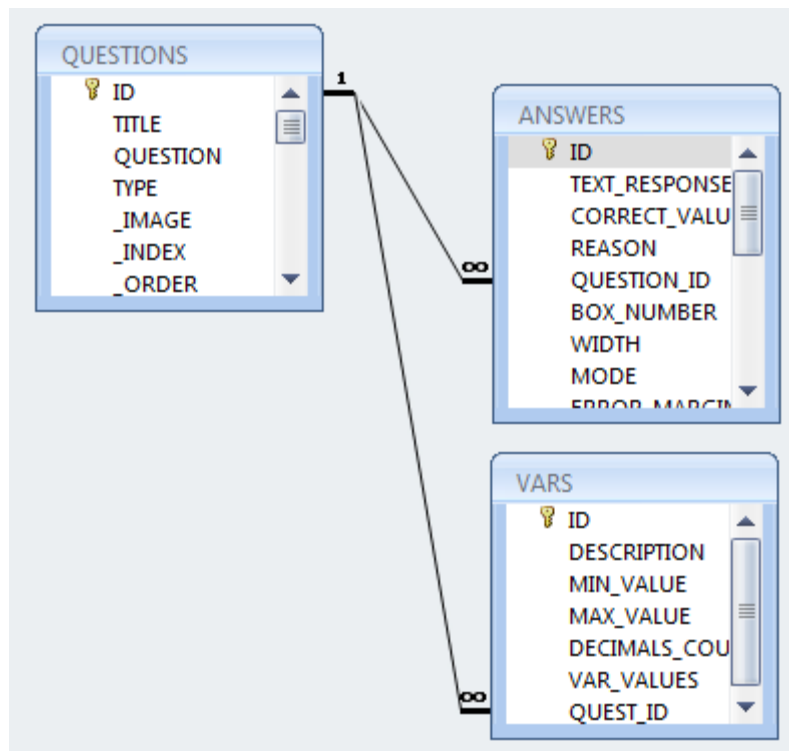 QUESTIONS
ID
TITLE
QUESTION
TYPE
_IMAGE
_INDEX
_ORDER
1
∞
ANSWERS
ID
TEXT_RESPONSE
CORRECT_VALU
REASON
QUESTION_ID
BOX_NUMBER
WIDTH
MODE
ERROR_MARGIN
∞
VARS
ID
DESCRIPTION
MIN_VALUE
MAX_VALUE
DECIMALS_COU
VAR_VALUES
QUEST_ID